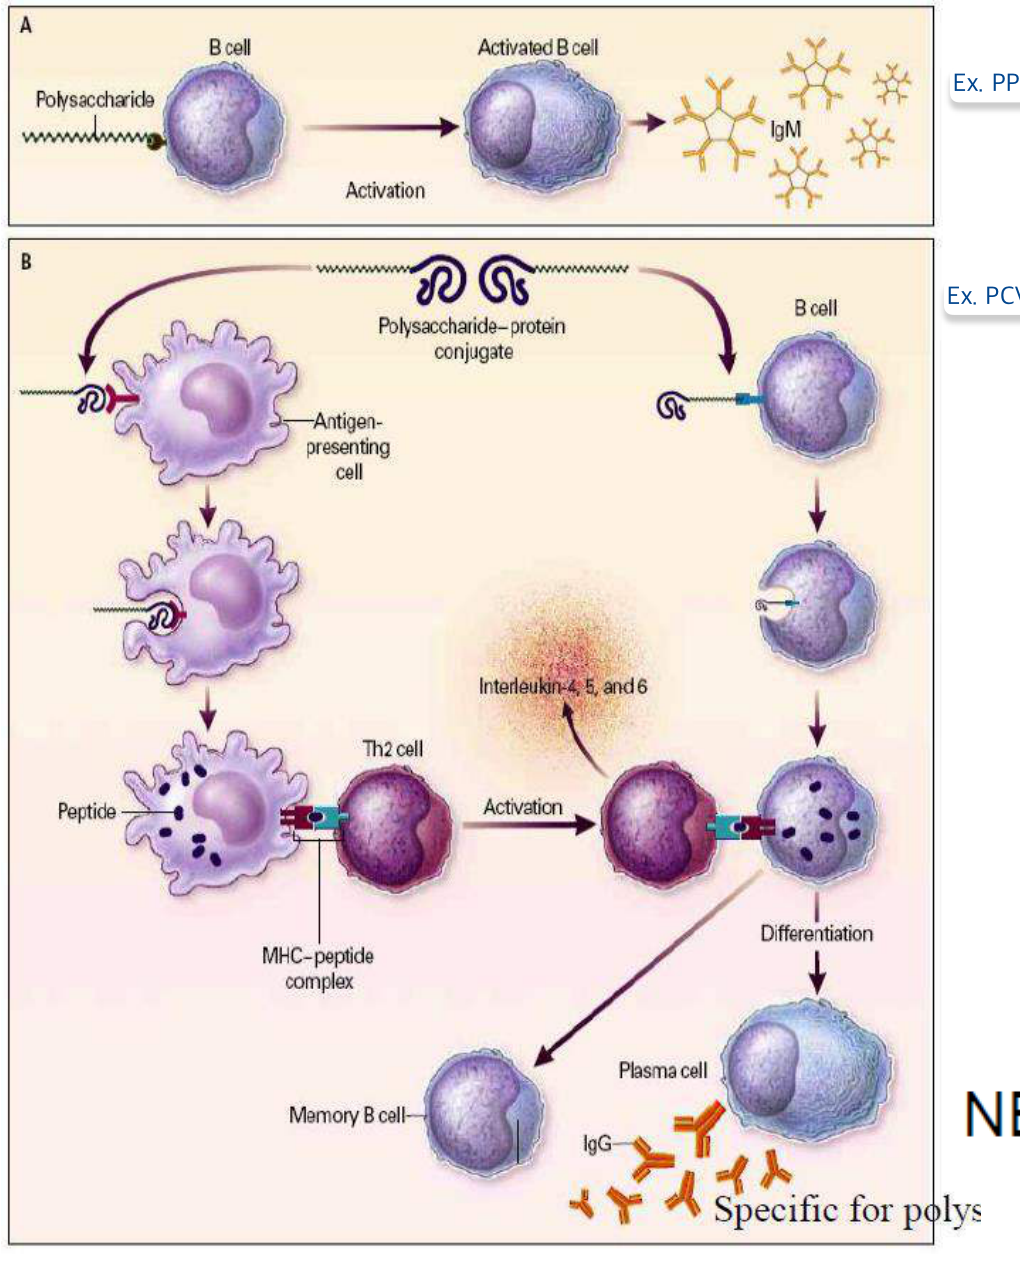 A
B cell
Activated B cell
Polysaccharide
IgM
Activation
Ex. PP
B
Polysaccharide–protein
conjugate
B cell
Ex. PCV
Antigen-
presenting
cell
Interleukin-4, 5, and 6
Th2 cell
Peptide
Activation
MHC–peptide
complex
Differentiation
Plasma cell
Memory B cell
IgG
NE
Specific for polys